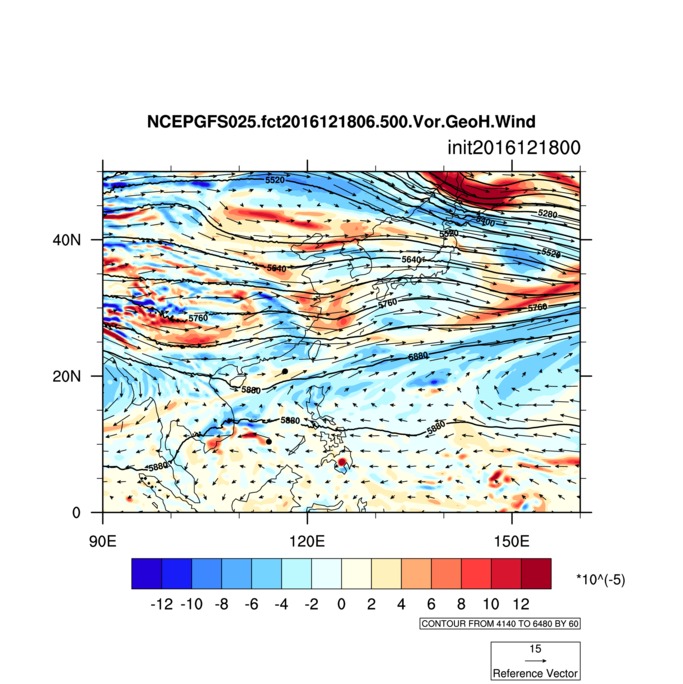 NCEPGFS025.fct2016121806.500.Vor.GeoH.Wind
init2016121800
5520
5280
5400
5520
5520
40N
5640
5640
5760
5760
5760
5880
20N
5880
5880
5880
5880
0
90E 120E 150E
-12 -10 -8 -6 -4 -2 0 2 4 6 8 10 12
*10^(-5)
CONTOUR FROM 4140 TO 6480 BY 60
15
Reference Vector